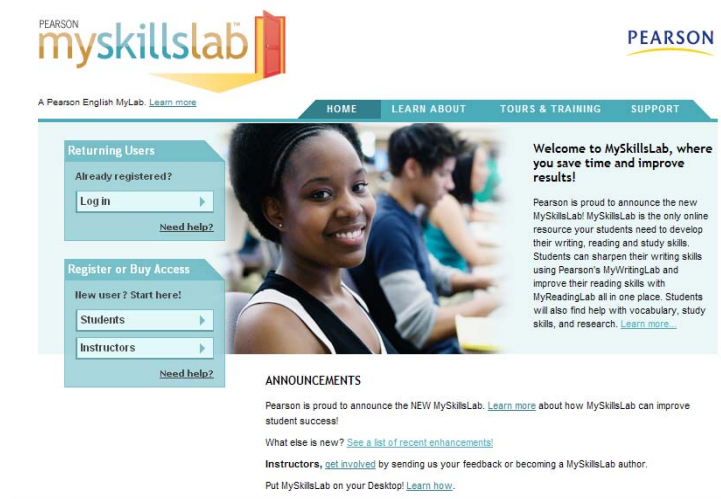 PEARSON
myskillslab™
PEARSON
A Pearson English MyLab. Learn more
HOME LEARN ABOUT TOURS & TRAINING SUPPORT
Returning Users
Already registered?
Log in
Need help?
Register or Buy Access
New user? Start here!
Students
Instructors
Need help?
Welcome to MySkillsLab, where
you save time and improve
results!
Pearson is proud to announce the new
MySkillsLab! MySkillsLab is the only online
resource your students need to develop
their writing, reading and study skills.
Students can sharpen their writing skills
using Pearson's MyWritingLab and
improve their reading skills with
MyReadingLab all in one place. Students
will also find help with vocabulary, study
skills, and research. Learn more...
ANNOUNCEMENTS
Pearson is proud to announce the NEW MySkillsLab. Learn more about how MySkillsLab can improve
student success!
What else is new? See a list of recent enhancements!
Instructors, get involved by sending us your feedback or becoming a MySkillsLab author.
Put MySkillsLab on your Desktop! Learn how.